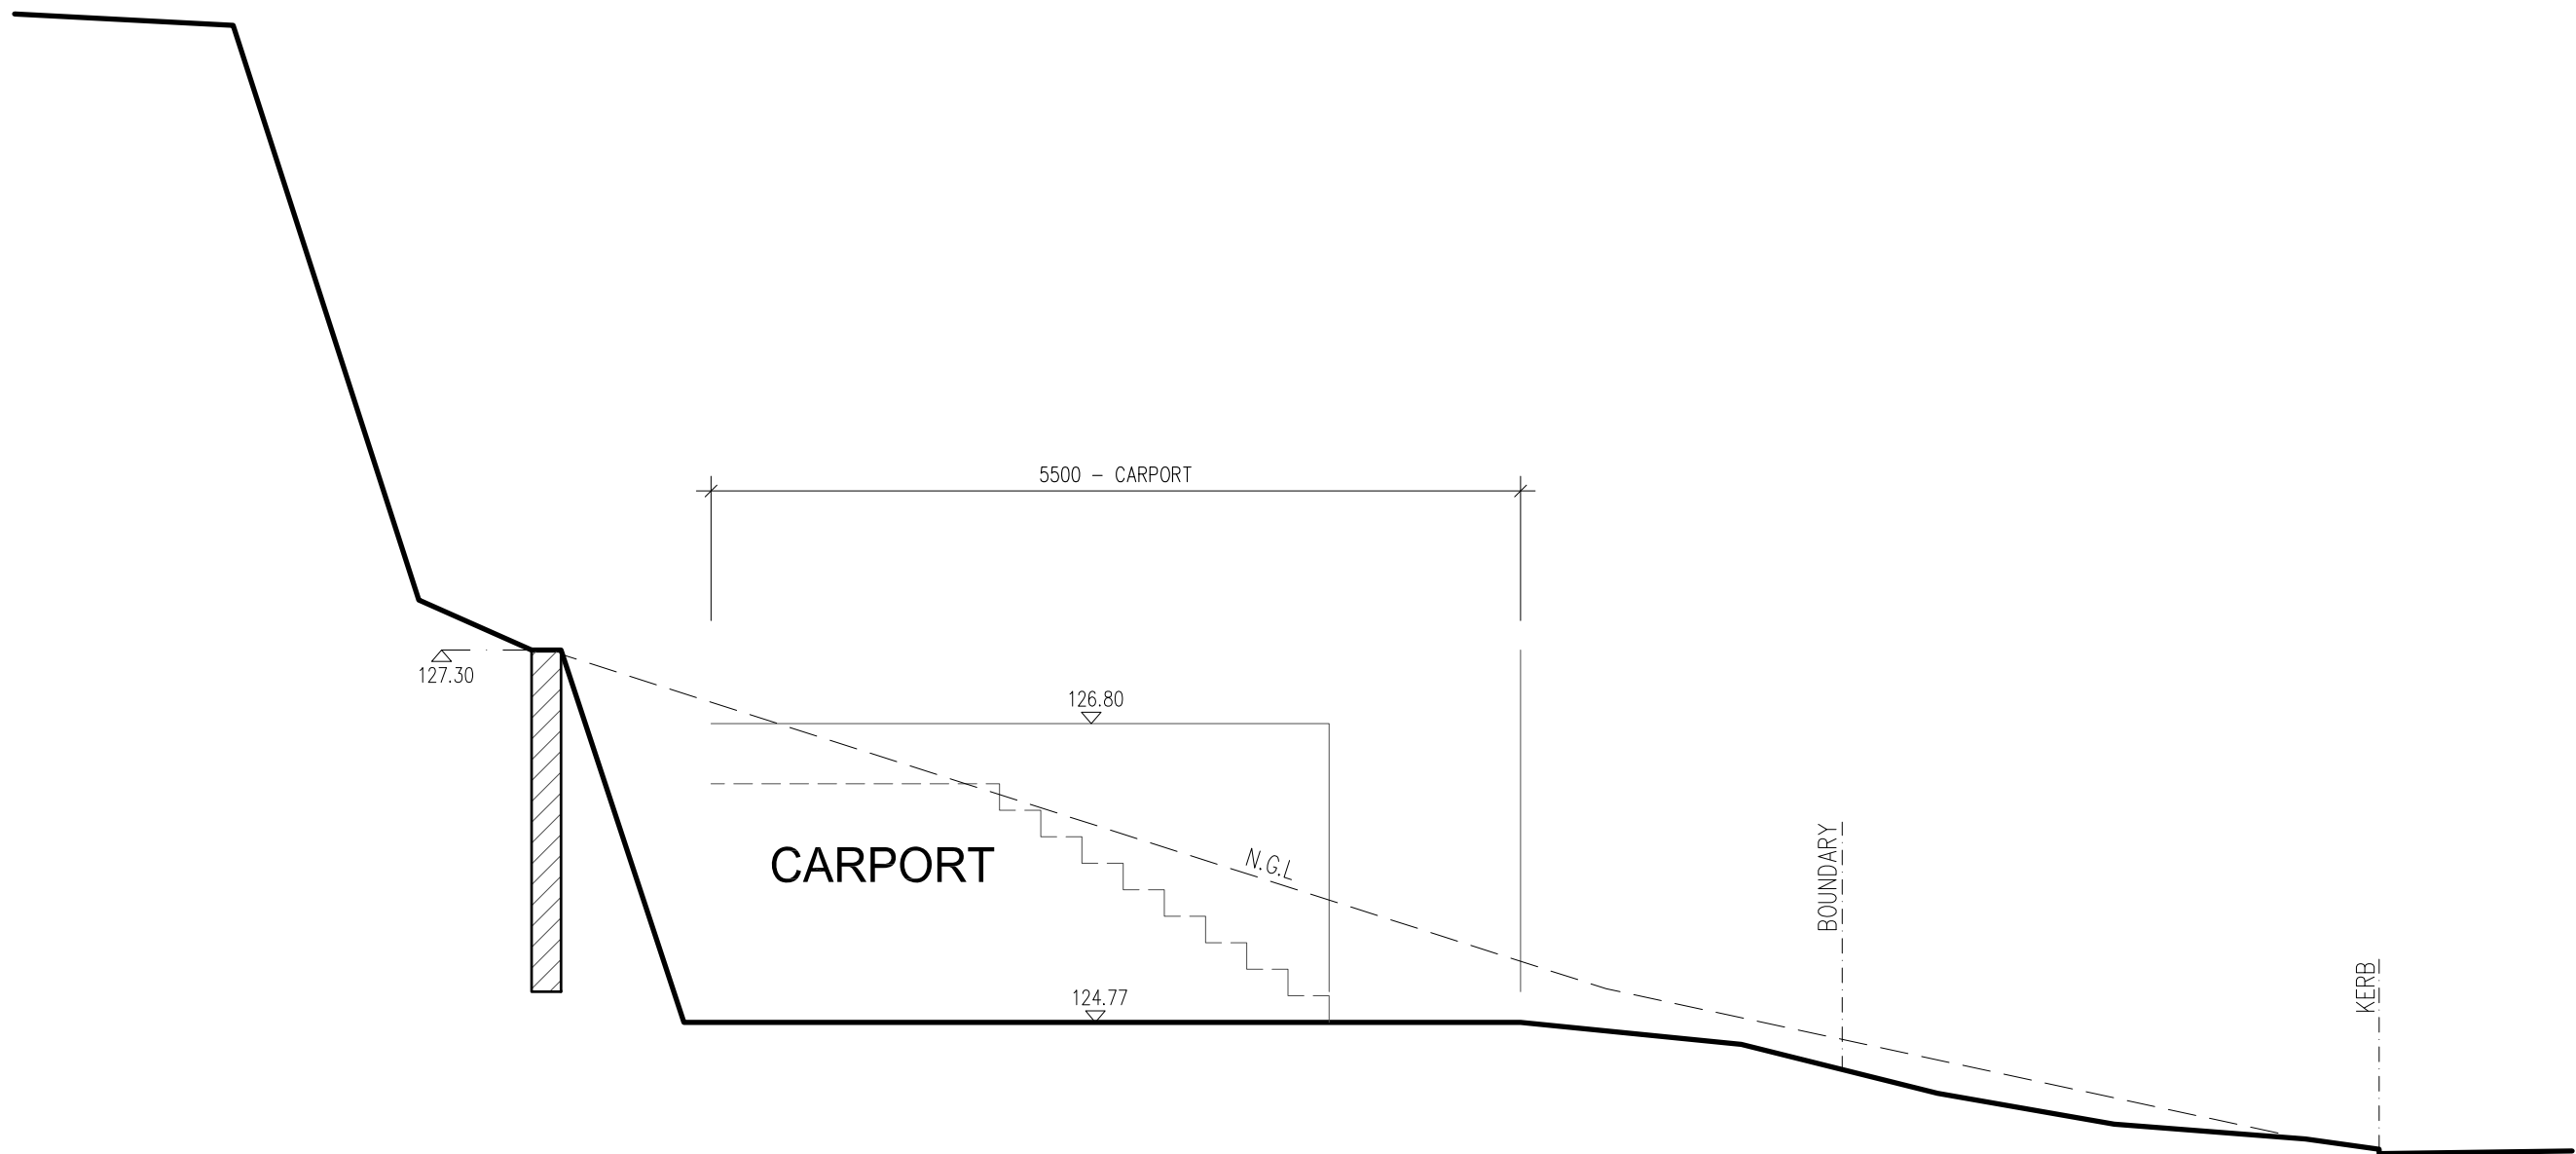 5500 - CARPORT
127.30
126.80
CARPORT
N.G.L
BOUNDARY
124.77
KERB